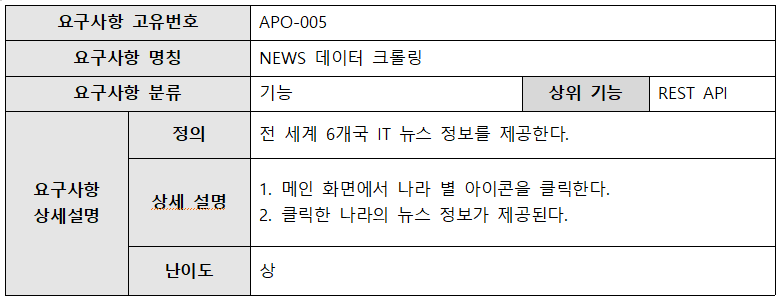 요구사항 고유번호 APO-005
요구사항 명칭 NEWS 데이터 크롤링
요구사항 분류 기능 상위 기능 REST API
요구사항
상세설명
정의 전 세계 6개국 IT 뉴스 정보를 제공한다.
상세 설명
1. 메인 화면에서 나라 별 아이콘을 클릭한다.
2. 클릭한 나라의 뉴스 정보가 제공된다.
난이도 상